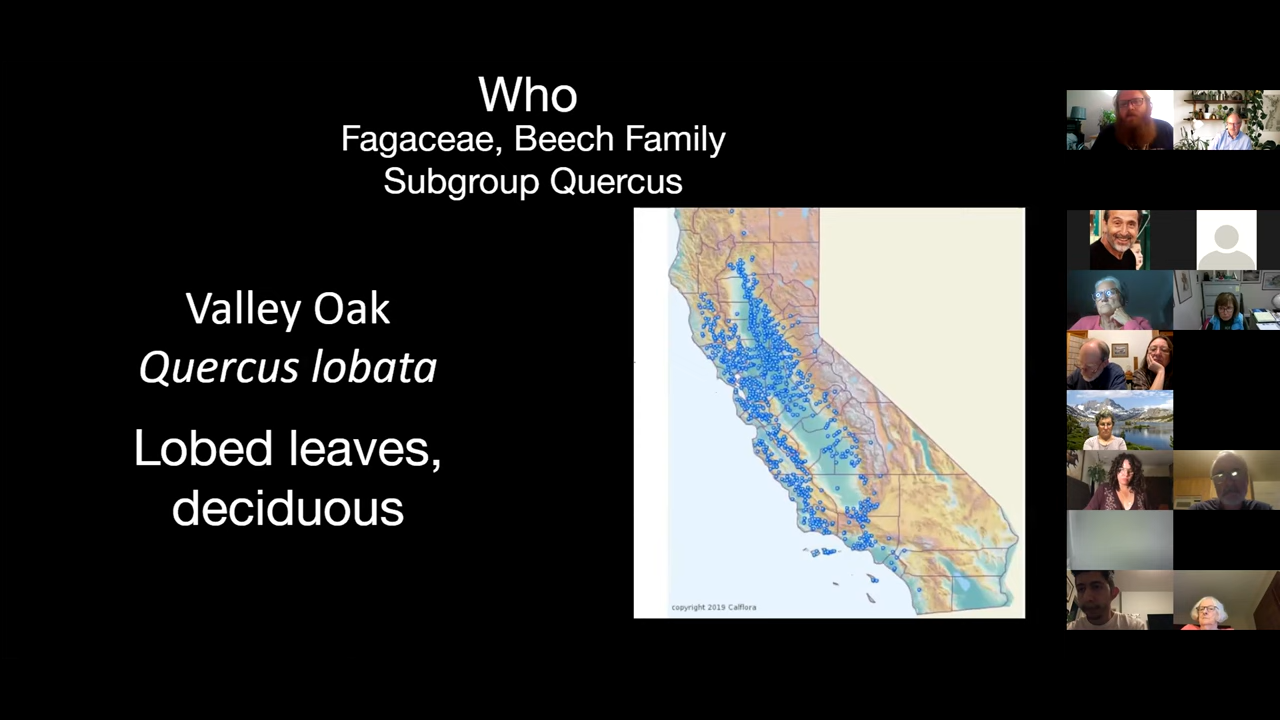 Who
Fagaceae, Beech Family
Subgroup Quercus
Valley Oak
Quercus lobata
Lobed leaves,
deciduous
copyright 2019 Calflora